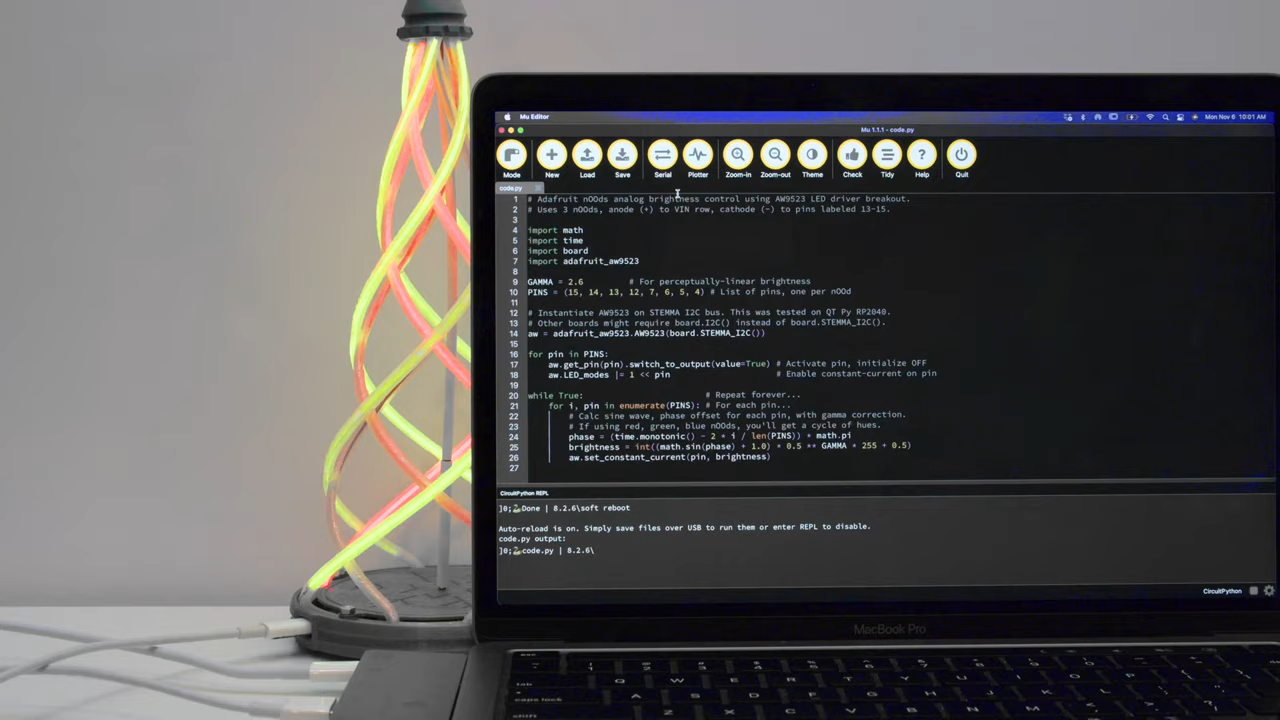 Mu Editor
Mon Nov 6 10:01 AM
Mu 1.1.1 - code.py
Mode New Load Save Serial Plotter Zoom-in Zoom-out Theme Check Tidy Help Quit
code.py
1 # Adafruit nOOds analog brightness control using AW9523 LED driver breakout.
2 # Uses 3 nOOds, anode (+) to VIN row, cathode (-) to pins labeled 13-15.
3
4 import math
5 import time
6 import board
7 import adafruit_aw9523
8
9 GAMMA = 2.6 # For perceptually-linear brightness
10 PINS = (15, 14, 13, 12, 7, 6, 5, 4) # List of pins, one per nOOd
11
12 # Instantiate AW9523 on STEMMA I2C bus. This was tested on QT Py RP2040.
13 # Other boards might require board.I2C() instead of board.STEMMA_I2C().
14 aw = adafruit_aw9523.AW9523(board.STEMMA_I2C())
15
16 for pin in PINS:
17 aw.get_pin(pin).switch_to_output(value=True) # Activate pin, initialize OFF
18 aw.LED_modes |= 1 << pin # Enable constant-current on pin
19
20 while True: # Repeat forever...
21 for i, pin in enumerate(PINS): # For each pin...
22 # Calc sine wave, phase offset for each pin, with gamma correction.
23 # If using red, green, blue nOOds, you'll get a cycle of hues.
24 phase = (time.monotonic() - 2 * i / len(PINS)) * math.pi
25 brightness = int((math.sin(phase) + 1.0) * 0.5 ** GAMMA * 255 + 0.5)
26 aw.set_constant_current(pin, brightness)
27
CircuitPython REPL
]0;🐍Done | 8.2.6\soft reboot
Auto-reload is on. Simply save files over USB to run them or enter REPL to disable.
code.py output:
]0;🐍code.py | 8.2.6\
CircuitPython
MacBook Pro
esc
Q W E R T Y U I O P
caps lock A S D F G H J K L
shift Z X C V B N M